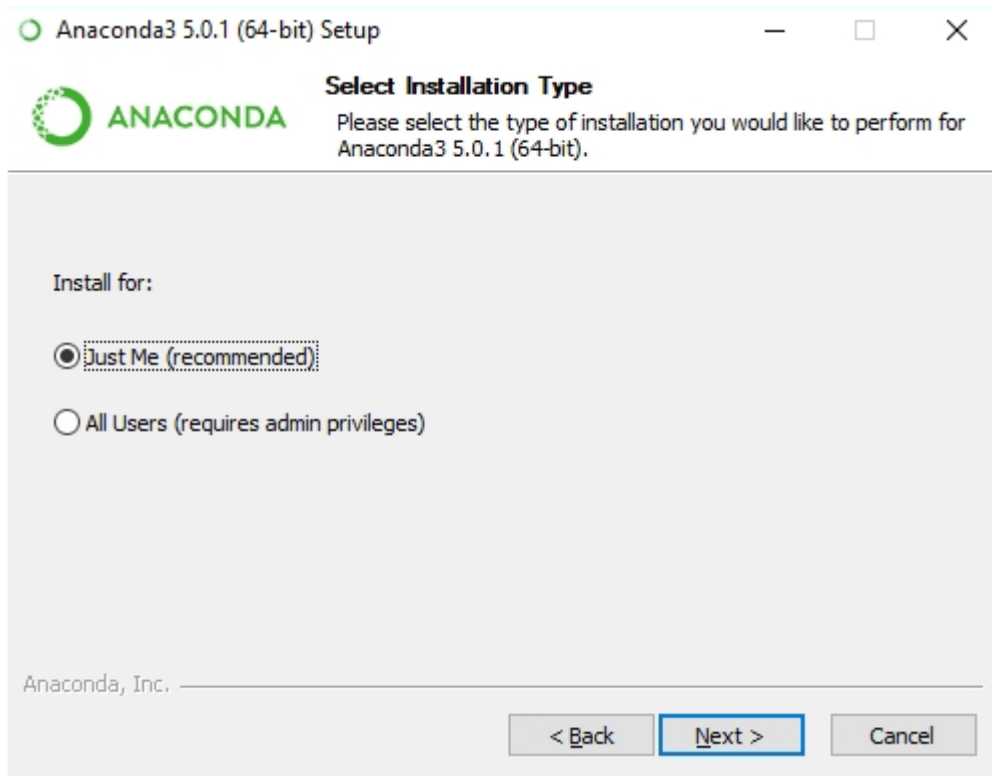 Anaconda3 5.0.1 (64-bit) Setup
ANACONDA
Select Installation Type
Please select the type of installation you would like to perform for
Anaconda3 5.0.1 (64-bit).
Install for:
Just Me (recommended)
All Users (requires admin privileges)
Anaconda, Inc.
< Back
Next >
Cancel